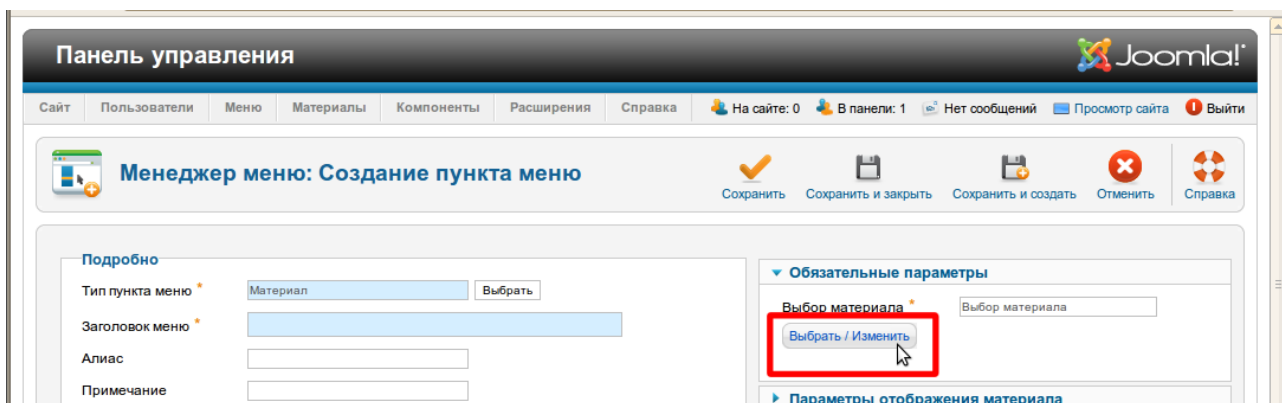 Панель управления
Joomla!
Сайт Пользователи Меню Материалы Компоненты Расширения Справка На сайте: 0 В панели: 1 Нет сообщений Просмотр сайта Выйти
Менеджер меню: Создание пункта меню
Сохранить Сохранить и закрыть Сохранить и создать Отменить Справка
Подробно
Тип пункта меню * Материал Выбрать
Заголовок меню *
Алиас
Примечание
Обязательные параметры
Выбор материала * Выбор материала
Выбрать / Изменить
Параметры отображения материала